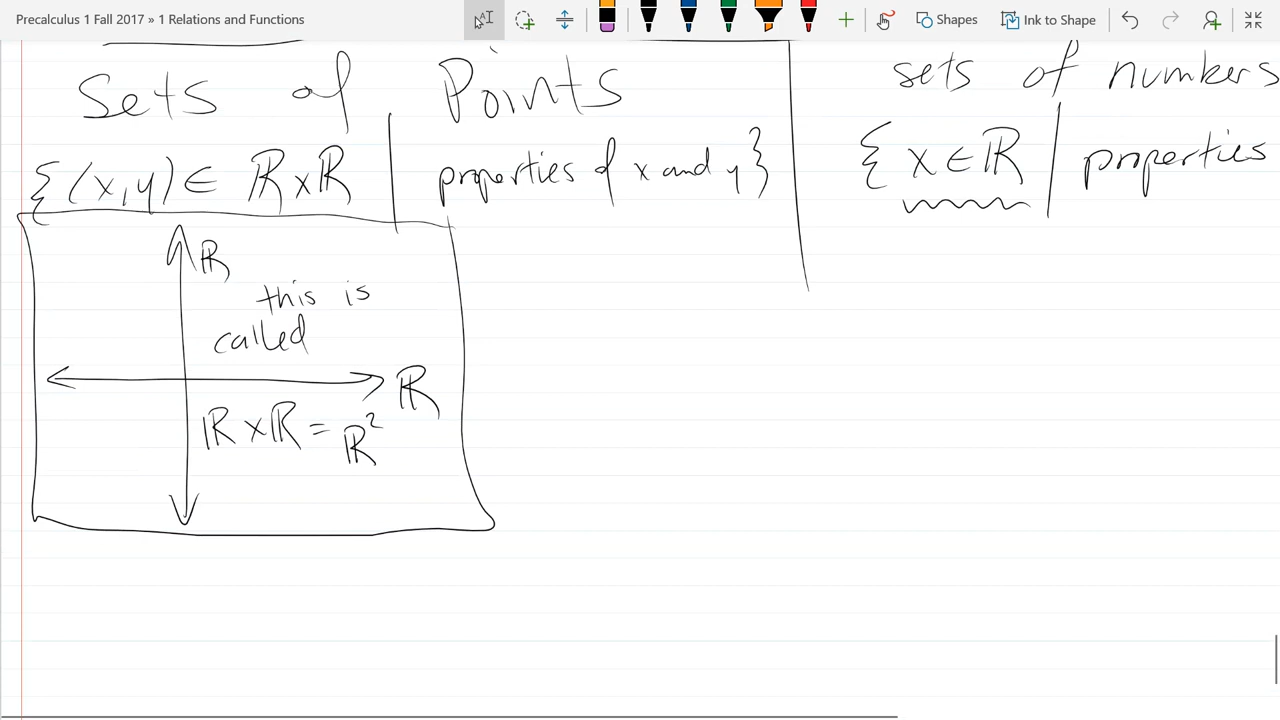 Precalculus 1 Fall 2017 » 1 Relations and Functions
Shapes
Ink to Shape
Sets of Points
{(x,y) ∈ ℝ×ℝ | properties of x and y}
sets of numbers
{ x ∈ ℝ | properties
ℝ
this is
called
ℝ
ℝ×ℝ = ℝ²